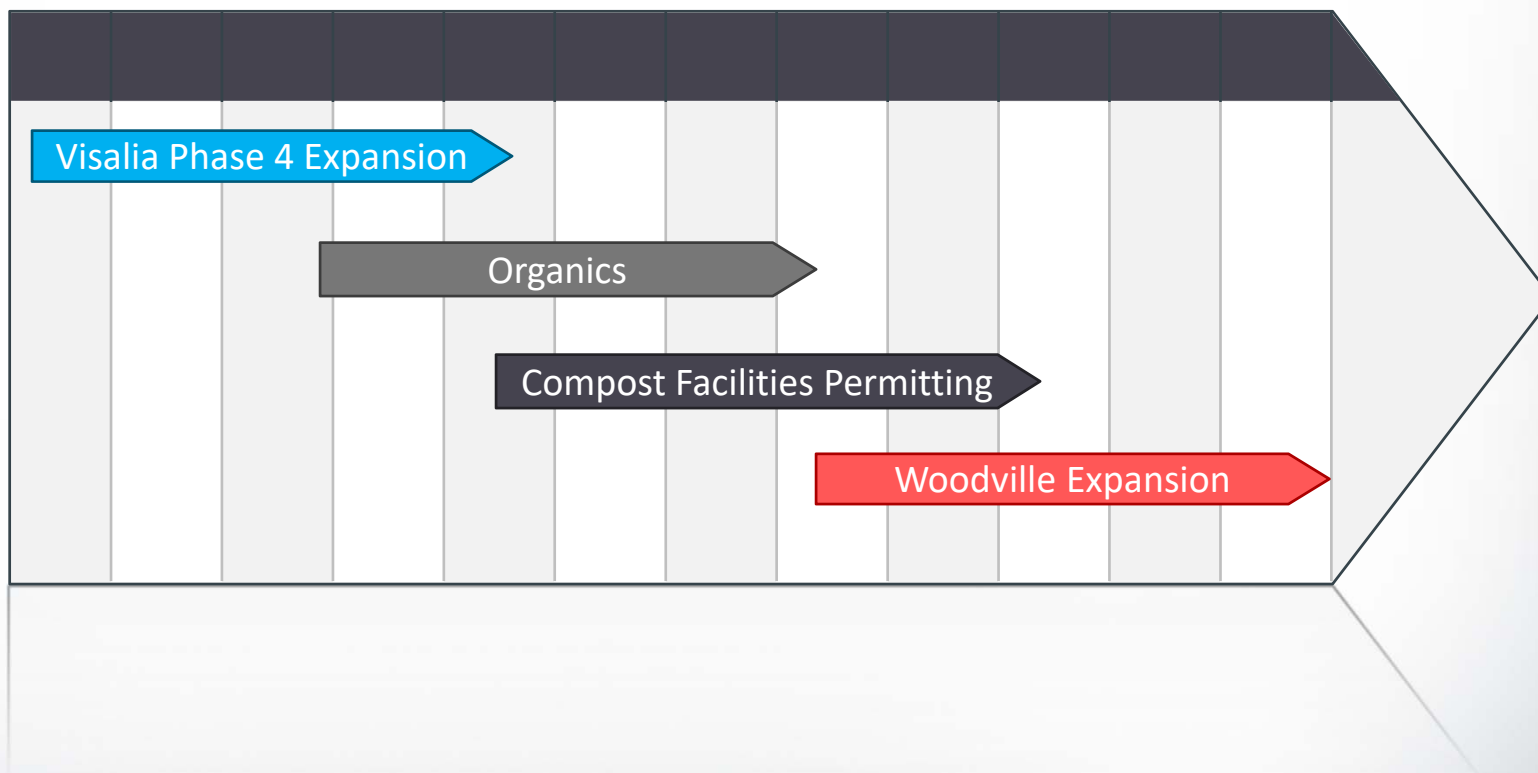 Visalia Phase 4 Expansion
Organics
Compost Facilities Permitting
Woodville Expansion